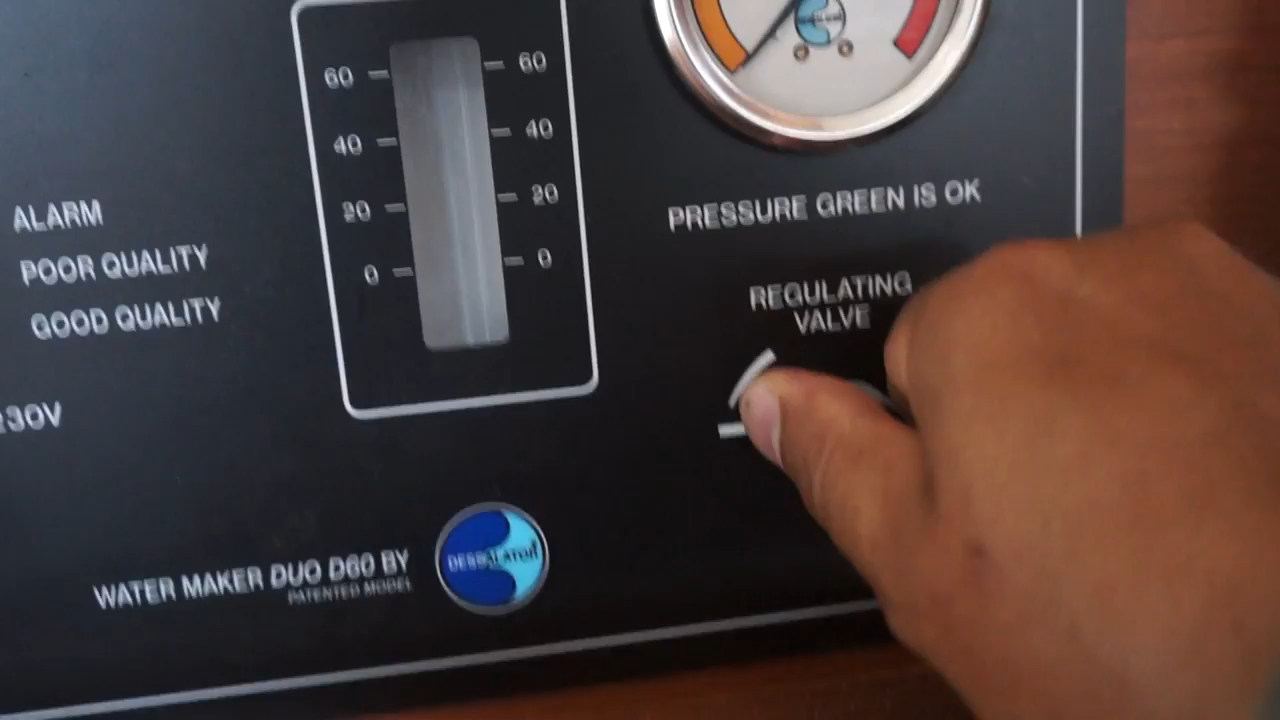 60 60
40 40
20 20
0 0
ALARM
POOR QUALITY
GOOD QUALITY
PRESSURE GREEN IS OK
REGULATING
VALVE
230V
WATER MAKER DUO D60 BY
PATENTED MODEL
DESSALATOR